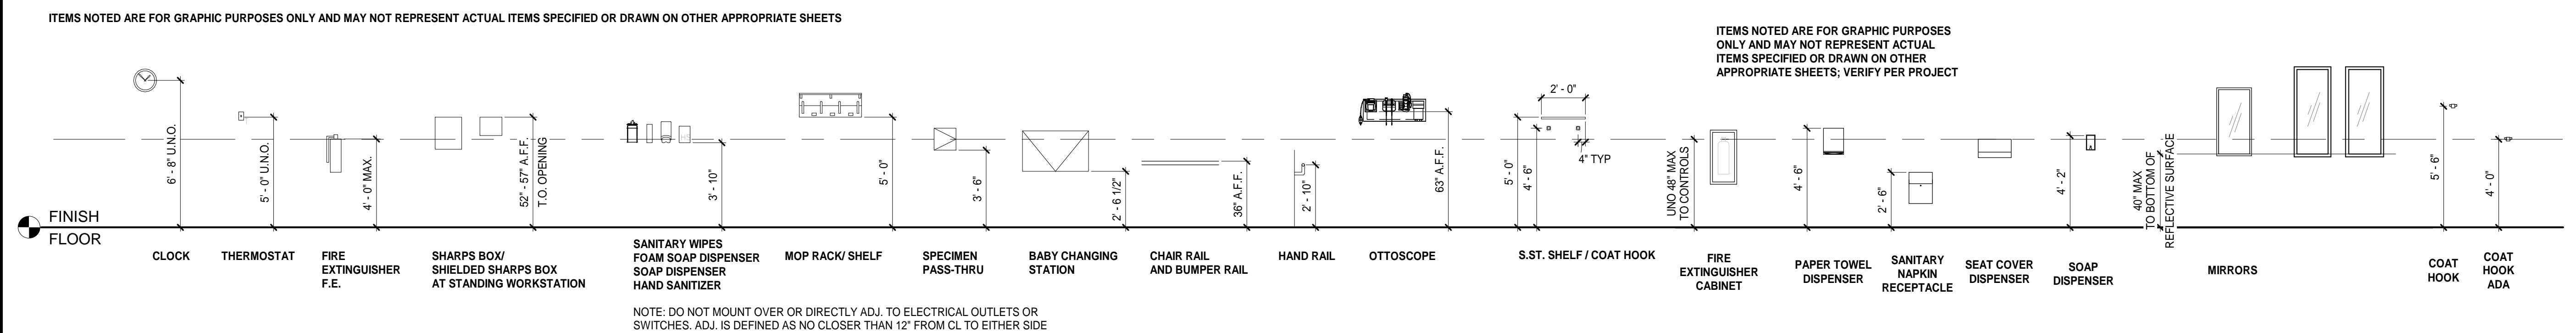 ITEMS NOTED ARE FOR GRAPHIC PURPOSES ONLY AND MAY NOT REPRESENT ACTUAL ITEMS SPECIFIED OR DRAWN ON OTHER APPROPRIATE SHEETS
ITEMS NOTED ARE FOR GRAPHIC PURPOSES
ONLY AND MAY NOT REPRESENT ACTUAL
ITEMS SPECIFIED OR DRAWN ON OTHER
APPROPRIATE SHEETS; VERIFY PER PROJECT
6' - 8" U.N.O.
5' - 0" U.N.O.
4' - 0" MAX.
52" - 57" A.F.F.
T.O. OPENING
3' - 10"
5' - 0"
3' - 6"
2' - 6 1/2"
36" A.F.F.
2' - 10"
63" A.F.F.
2' - 0"
5' - 0"
4' - 6"
4" TYP
UNO 48" MAX
TO CONTROLS
4' - 6"
2' - 6"
4' - 2"
40" MAX
TO BOTTOM OF
REFLECTIVE SURFACE
5' - 6"
4' - 0"
FINISH
FLOOR
CLOCK
THERMOSTAT
FIRE
EXTINGUISHER
F.E.
SHARPS BOX/
SHIELDED SHARPS BOX
AT STANDING WORKSTATION
SANITARY WIPES
FOAM SOAP DISPENSER
SOAP DISPENSER
HAND SANITIZER
MOP RACK/ SHELF
SPECIMEN
PASS-THRU
BABY CHANGING
STATION
CHAIR RAIL
AND BUMPER RAIL
HAND RAIL
OTTOSCOPE
S.ST. SHELF / COAT HOOK
FIRE
EXTINGUISHER
CABINET
PAPER TOWEL
DISPENSER
SANITARY
NAPKIN
RECEPTACLE
SEAT COVER
DISPENSER
SOAP
DISPENSER
MIRRORS
COAT
HOOK
COAT
HOOK
ADA
NOTE: DO NOT MOUNT OVER OR DIRECTLY ADJ. TO ELECTRICAL OUTLETS OR
SWITCHES. ADJ. IS DEFINED AS NO CLOSER THAN 12" FROM CL TO EITHER SIDE